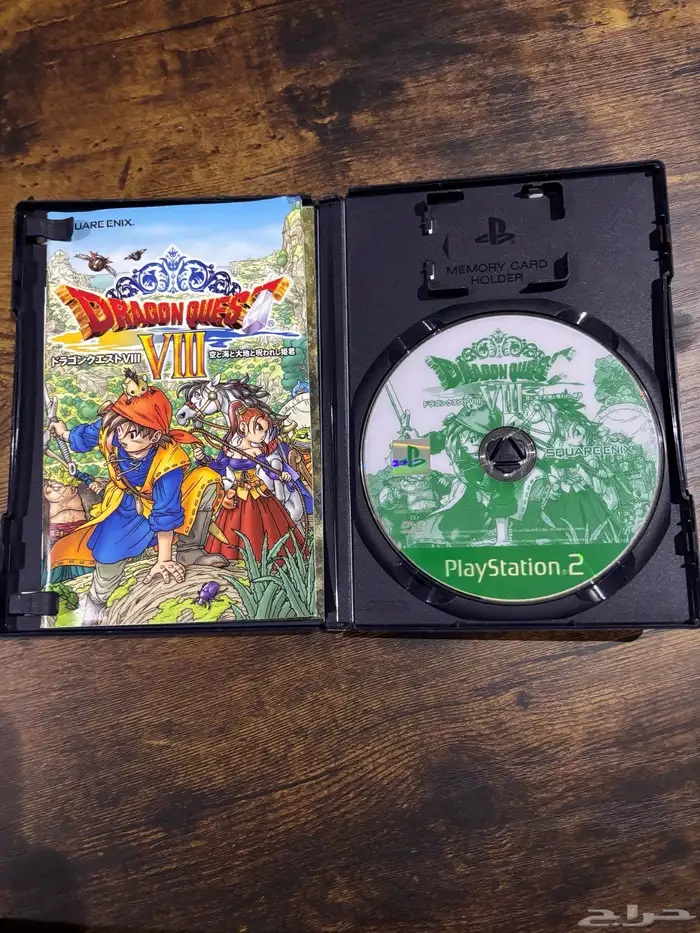 SQUARE ENIX.
DRAGON QUEST
VIII
ドラゴンクエストVIII 空と海と大地と呪われし姫君
MEMORY CARD
HOLDER
DRAGON QUEST
VIII
ドラゴンクエストVIII
SQUARE ENIX
PlayStation®2
حراج